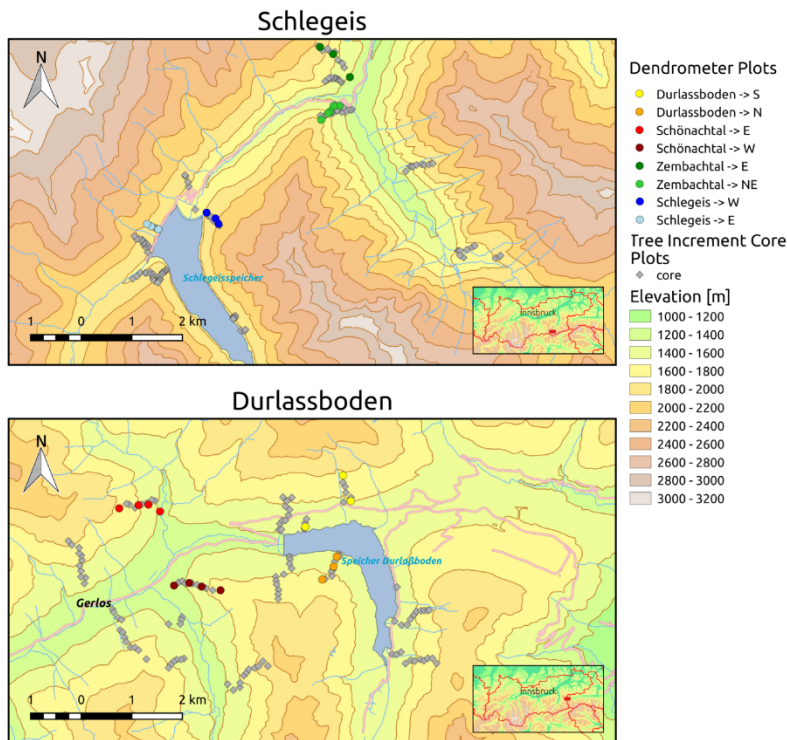 Schlegeis
N
Schlegeisspeicher
1 0 1 2 km
Innsbruck
Durlassboden
N
Speicher Durlaßboden
Gerlos
1 0 1 2 km
Innsbruck
Dendrometer Plots
Durlassboden -> S
Durlassboden -> N
Schönachtal -> E
Schönachtal -> W
Zembachtal -> E
Zembachtal -> NE
Schlegeis -> W
Schlegeis -> E
Tree Increment Core
Plots
core
Elevation [m]
1000 - 1200
1200 - 1400
1400 - 1600
1600 - 1800
1800 - 2000
2000 - 2200
2200 - 2400
2400 - 2600
2600 - 2800
2800 - 3000
3000 - 3200